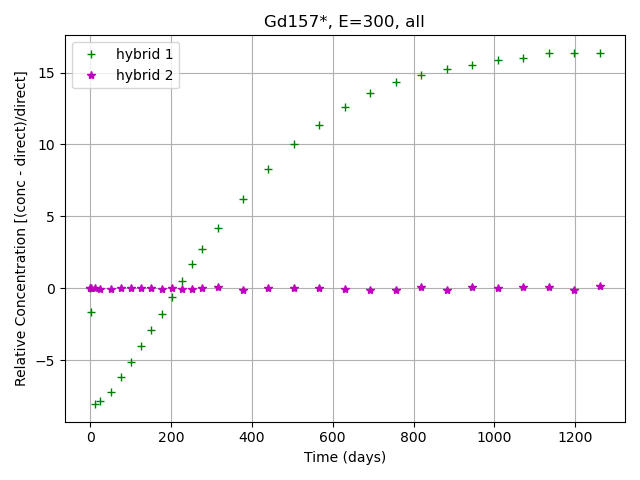 Gd157*, E=300, all
hybrid 1
hybrid 2
Relative Concentration [(conc - direct)/direct]
15
10
5
0
−5
0 200 400 600 800 1000 1200
Time (days)